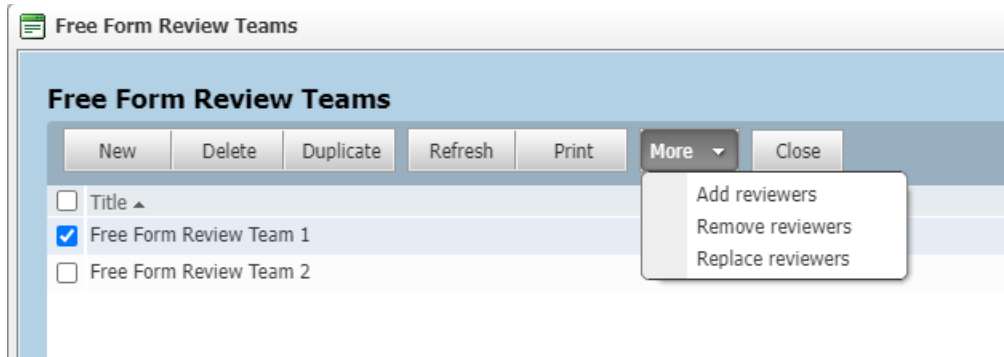 Free Form Review Teams
Free Form Review Teams
New Delete Duplicate Refresh Print More Close
Add reviewers
Remove reviewers
Replace reviewers
Title
Free Form Review Team 1
Free Form Review Team 2